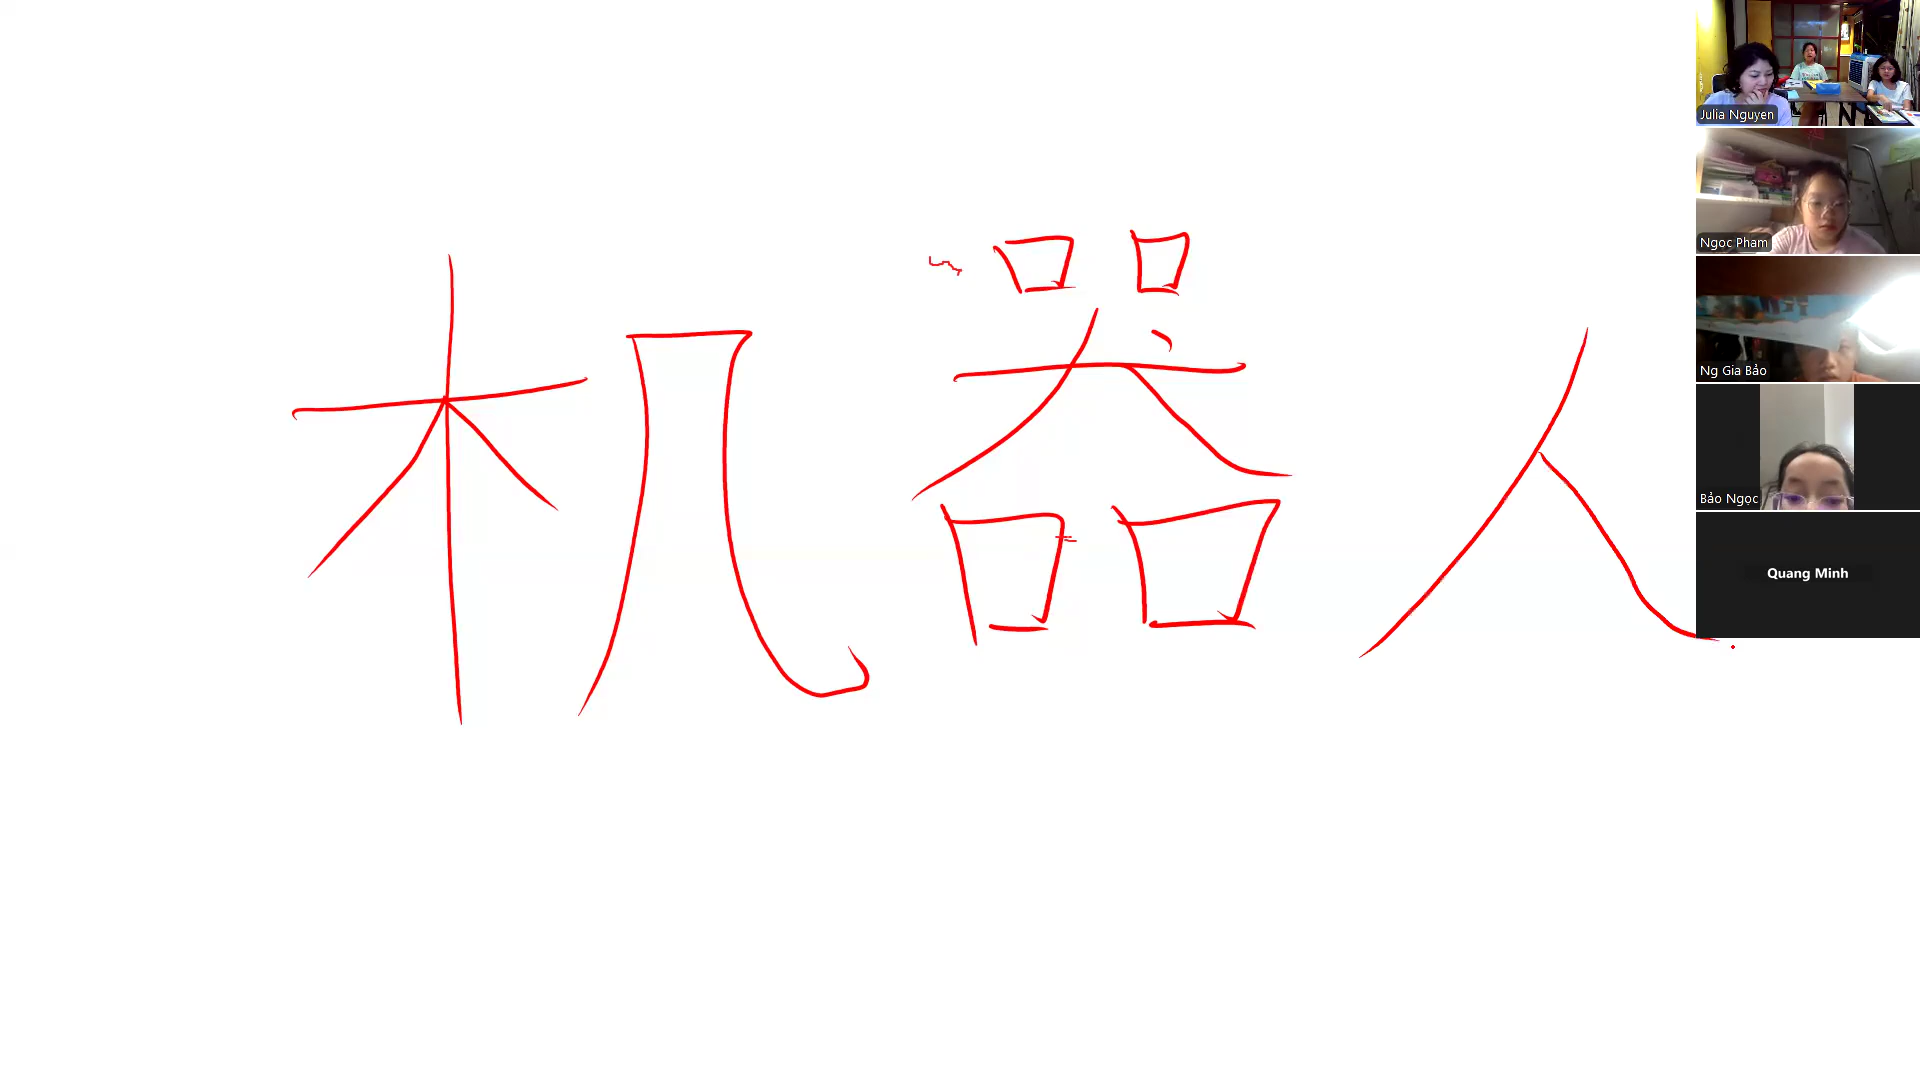 机器人
Julia Nguyen
Ngoc Pham
Ng Gia Bảo
Bảo Ngọc
Quang Minh